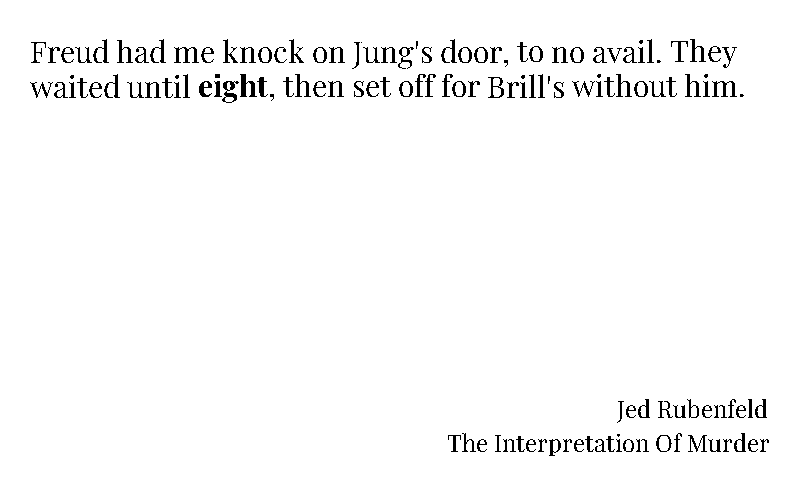 Freud had me knock on Jung's door, to no avail. They
waited until eight, then set off for Brill's without him.
Jed Rubenfeld
The Interpretation Of Murder